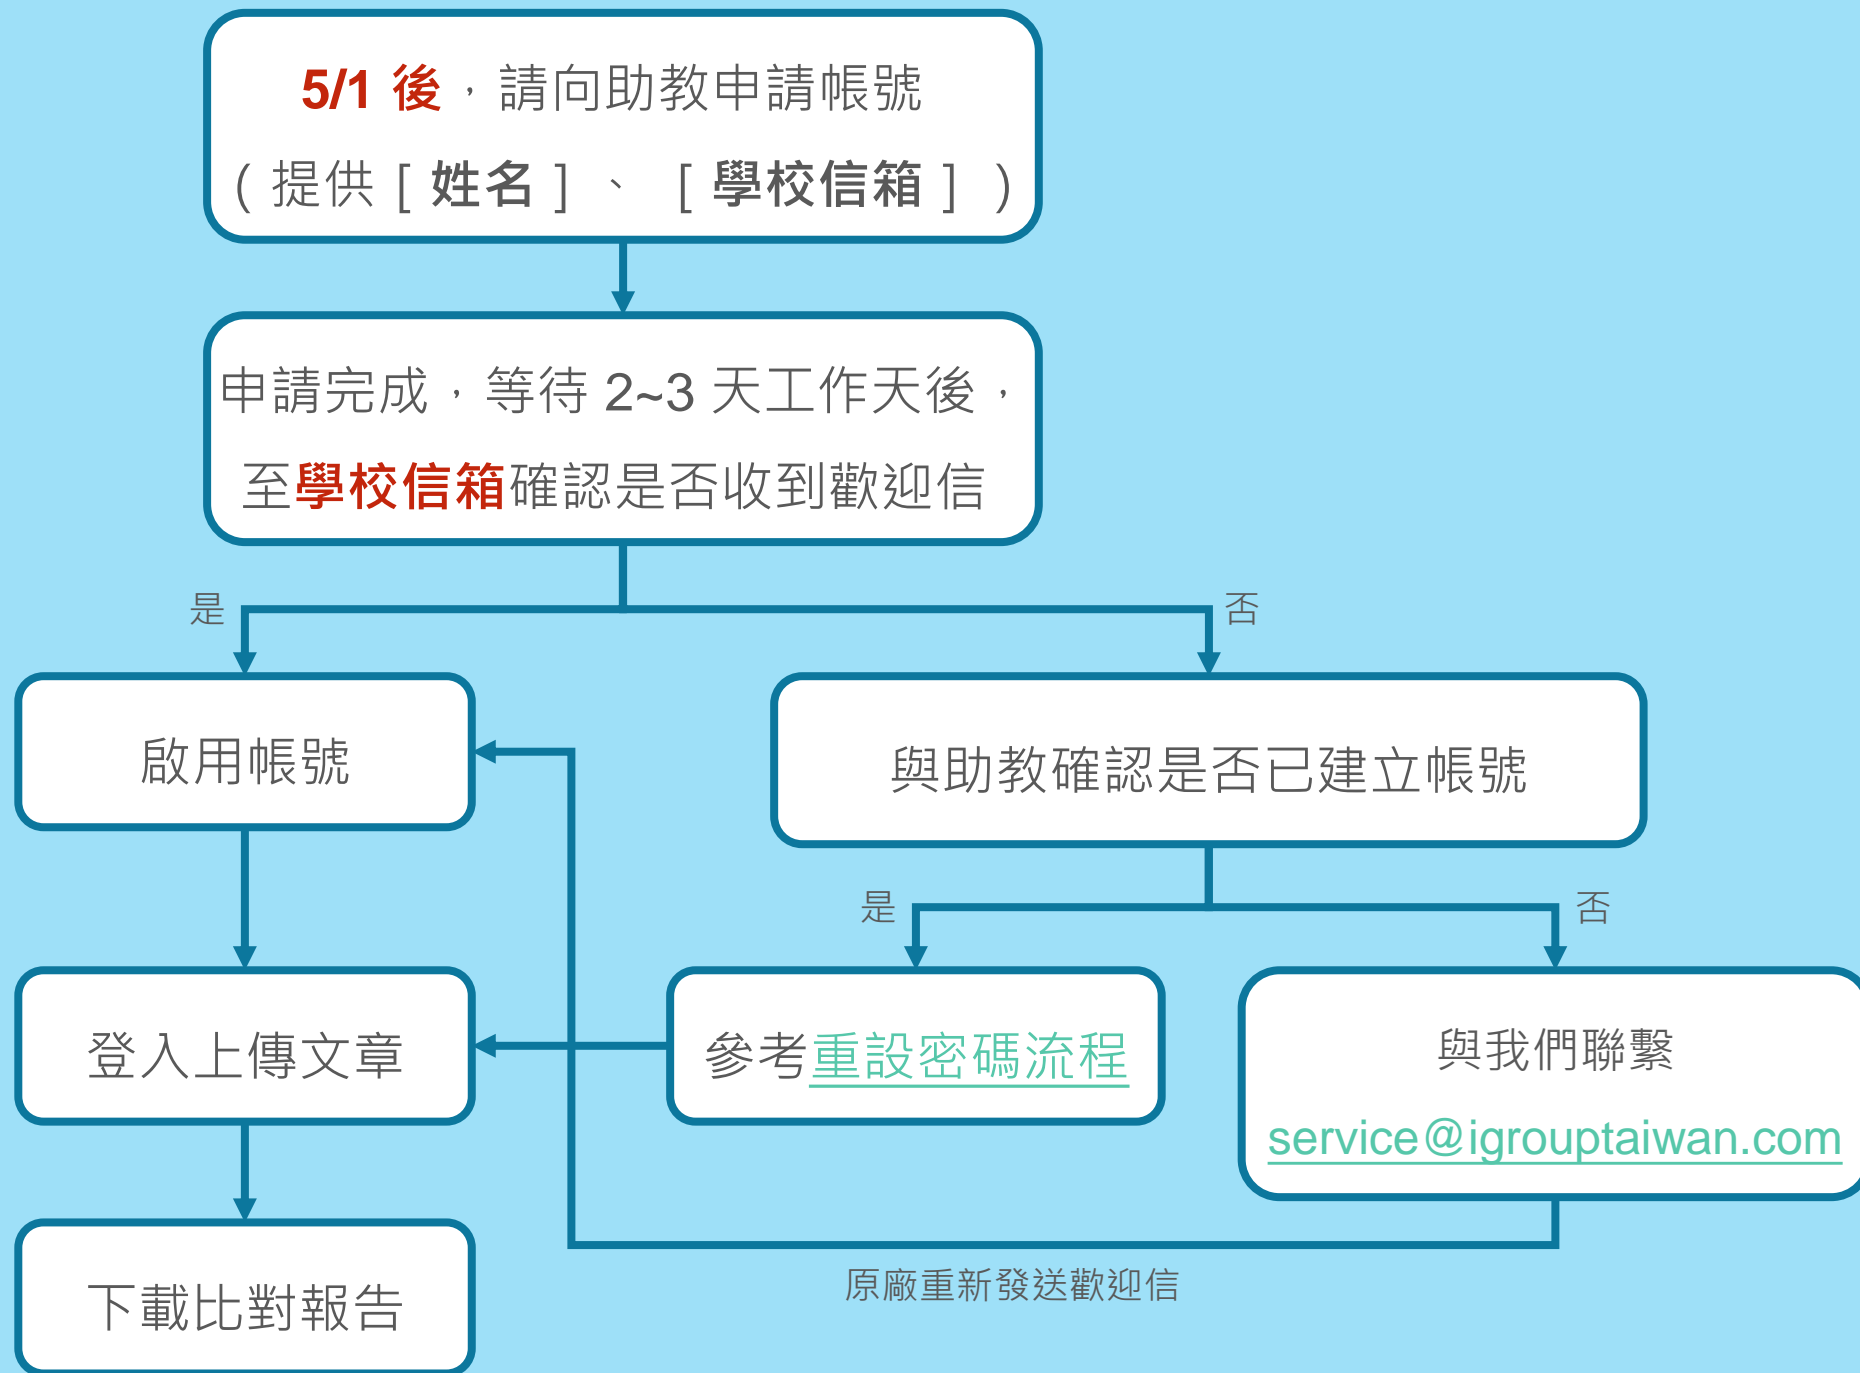 5/1 後，請向助教申請帳號
( 提供 [ 姓名 ] 、 [ 學校信箱 ] )
申請完成，等待 2~3 天工作天後，
至學校信箱確認是否收到歡迎信
是
否
啟用帳號
與助教確認是否已建立帳號
是
否
登入上傳文章
參考重設密碼流程
與我們聯繫
service@igrouptaiwan.com
原廠重新發送歡迎信
下載比對報告